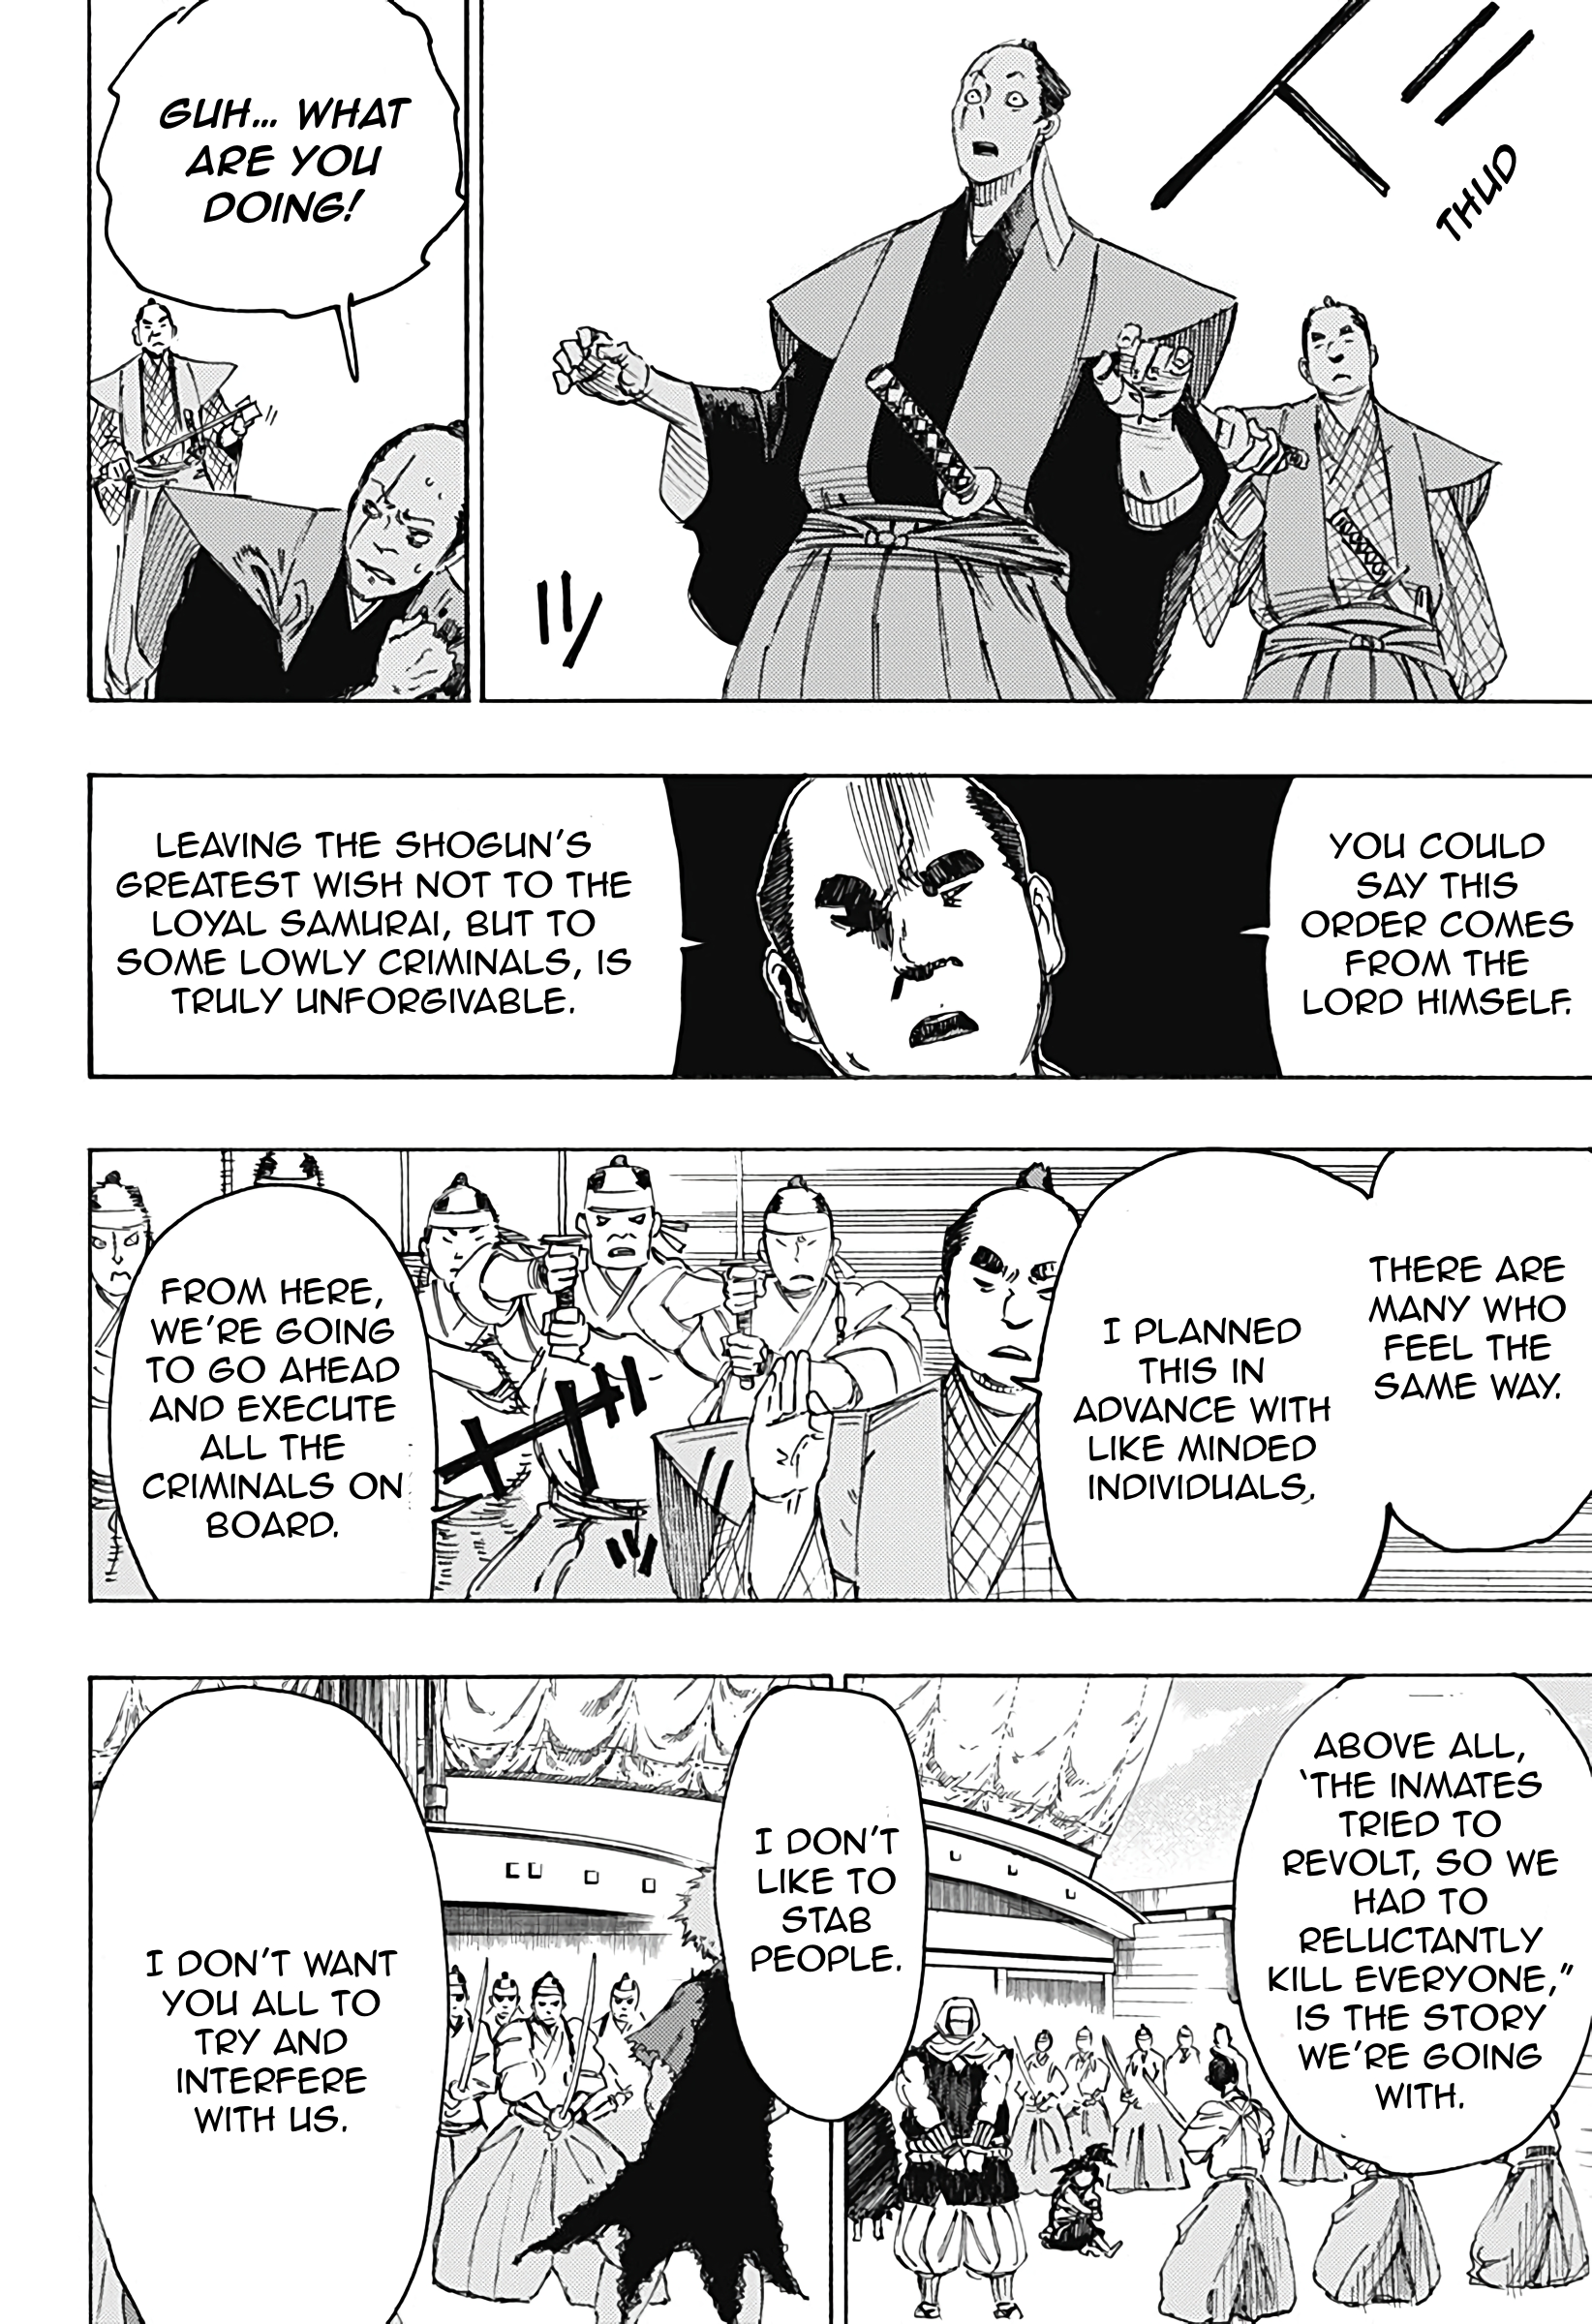 THUD
GUH... WHAT
ARE YOU
DOING!
YOU COULD
SAY THIS
ORDER COMES
FROM THE
LORD HIMSELF.
LEAVING THE SHOGUN'S
GREATEST WISH NOT TO THE
LOYAL SAMURAI, BUT TO
SOME LOWLY CRIMINALS, IS
TRULY UNFORGIVABLE.
THERE ARE
MANY WHO
FEEL THE
SAME WAY.
I PLANNED
THIS IN
ADVANCE WITH
LIKE MINDED
INDIVIDUALS.
FROM HERE,
WE'RE GOING
TO GO AHEAD
AND EXECUTE
ALL THE
CRIMINALS ON
BOARD.
ABOVE ALL,
'THE INMATES
TRIED TO
REVOLT, SO WE
HAD TO
RELUCTANTLY
KILL EVERYONE,"
IS THE STORY
WE'RE GOING
WITH.
I DON'T
LIKE TO
STAB
PEOPLE.
I DON'T WANT
YOU ALL TO
TRY AND
INTERFERE
WITH US.